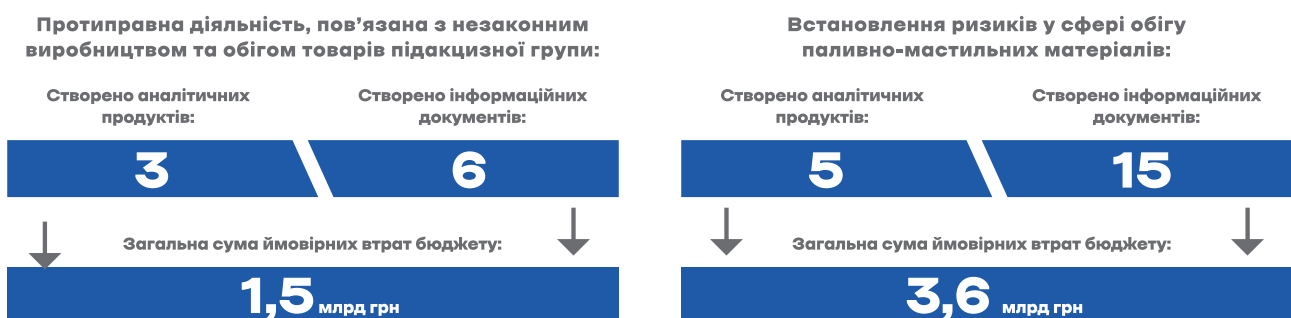 Протиправна діяльність, пов’язана з незаконним
виробництвом та обігом товарів підакцизної групи:
Створено аналітичних
продуктів:
Створено інформаційних
документів:
3
6
Загальна сума ймовірних втрат бюджету:
1,5 млрд грн
Встановлення ризиків у сфері обігу
паливно-мастильних матеріалів:
Створено аналітичних
продуктів:
Створено інформаційних
документів:
5
15
Загальна сума ймовірних втрат бюджету:
3,6 млрд грн